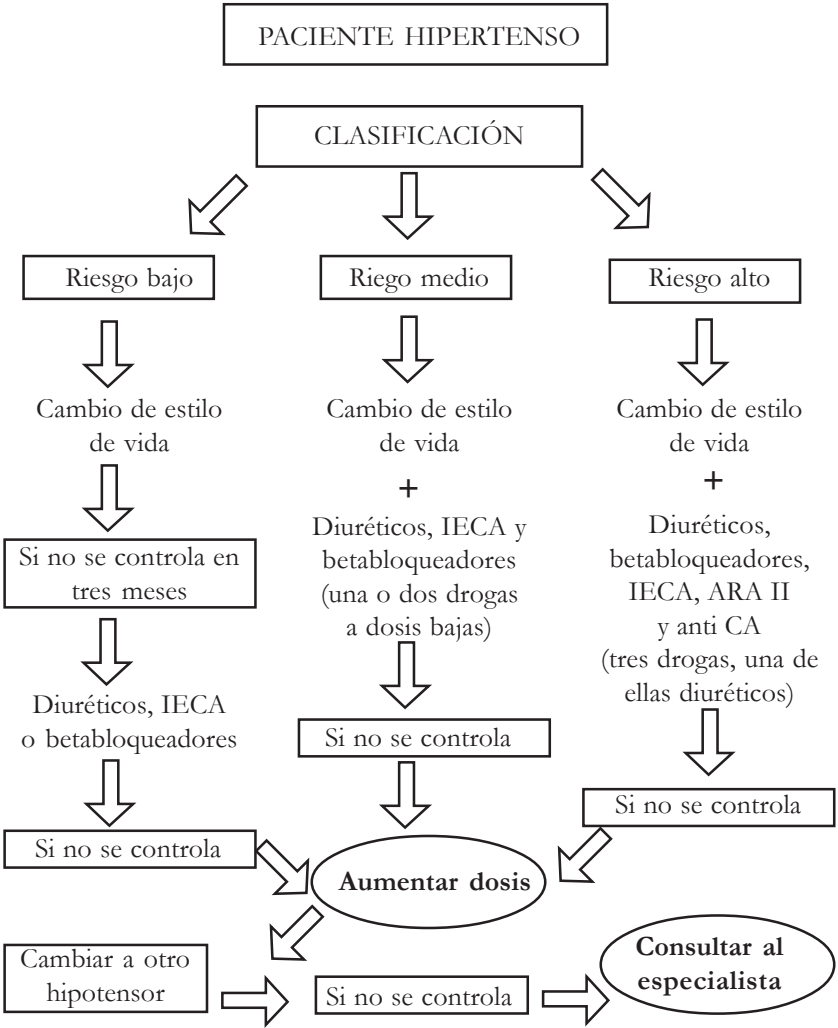 PACIENTE HIPERTENSO
CLASIFICACIÓN
Riesgo bajo
Cambio de estilo
de vida
Si no se controla en
tres meses
Diuréticos, IECA
o betabloqueadores
Si no se controla
Riego medio
Cambio de estilo
de vida
+
Diuréticos, IECA y
betabloqueadores
(una o dos drogas
a dosis bajas)
Si no se controla
Riesgo alto
Cambio de estilo
de vida
+
Diuréticos,
betabloqueadores,
IECA, ARA II
y anti CA
(tres drogas, una de
ellas diuréticos)
Si no se controla
Aumentar dosis
Cambiar a otro
hipotensor
Si no se controla
Consultar al
especialista